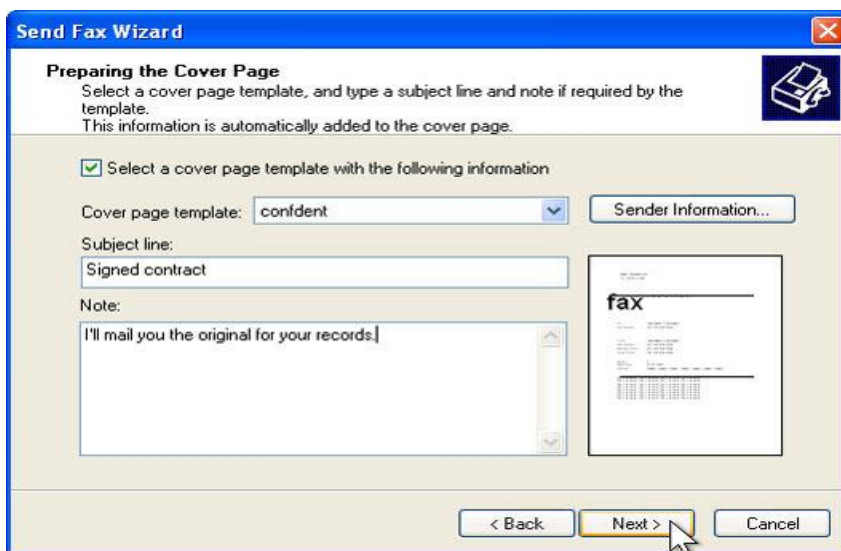 Send Fax Wizard
Preparing the Cover Page
Select a cover page template, and type a subject line and note if required by the
template.
This information is automatically added to the cover page.
Select a cover page template with the following information
Cover page template: confdent
Sender Information...
Subject line:
Signed contract
Note:
I'll mail you the original for your records.
fax
< Back Next > Cancel